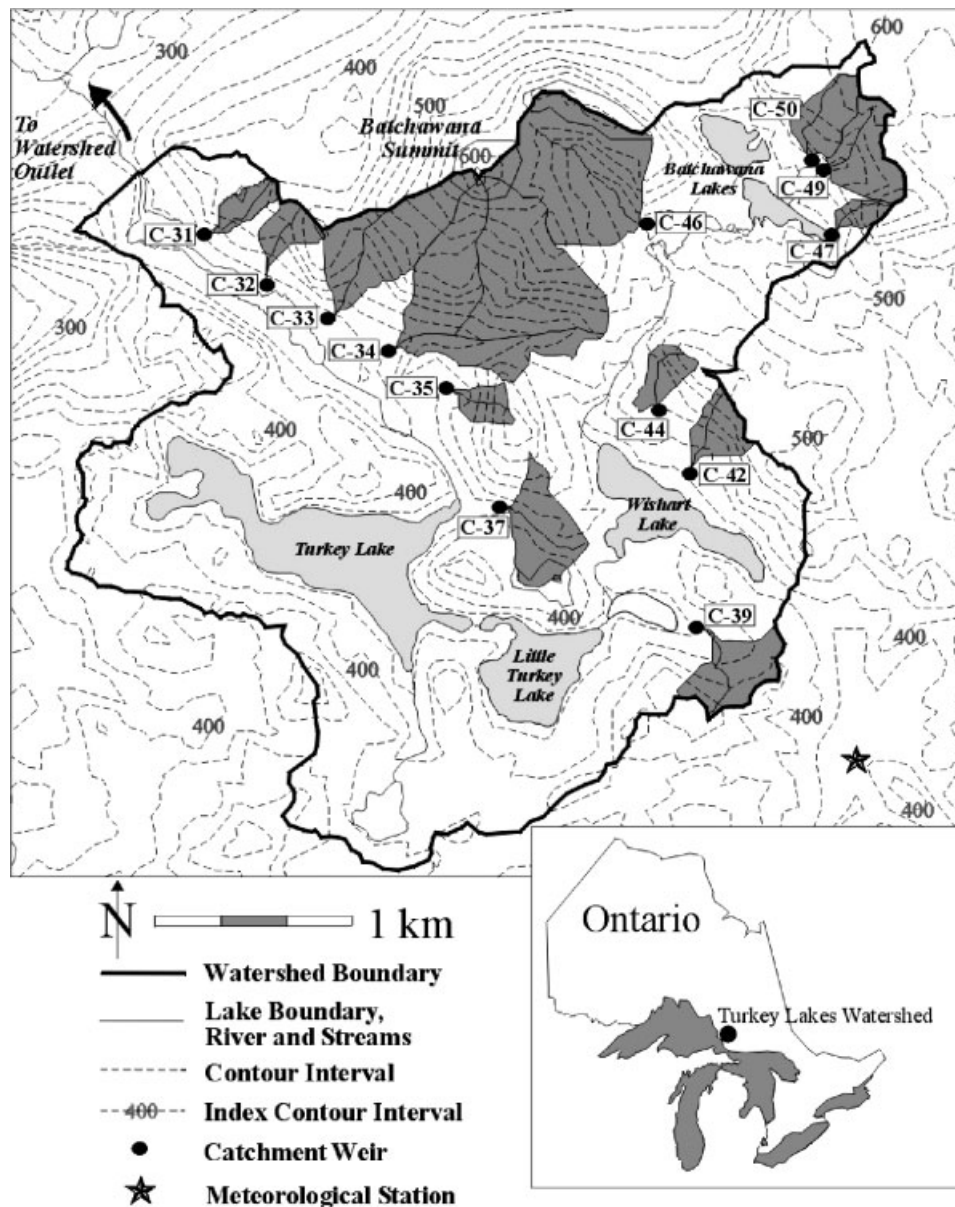 600
300
400
C-50
500
To
Watershed
Outlet
Batchawana
Summit
600
Batchawana
Lakes
C-49
C-46
C-31
C-47
C-32
500
C-33
300
C-34
C-35
C-44
400
500
C-42
400
Wishart
Lake
C-37
Turkey Lake
400
C-39
400
Little
Turkey
Lake
400
400
400
400
N
1 km
Watershed Boundary
Lake Boundary,
River and Streams
Contour Interval
400
Index Contour Interval
Catchment Weir
Meteorological Station
Ontario
Turkey Lakes Watershed